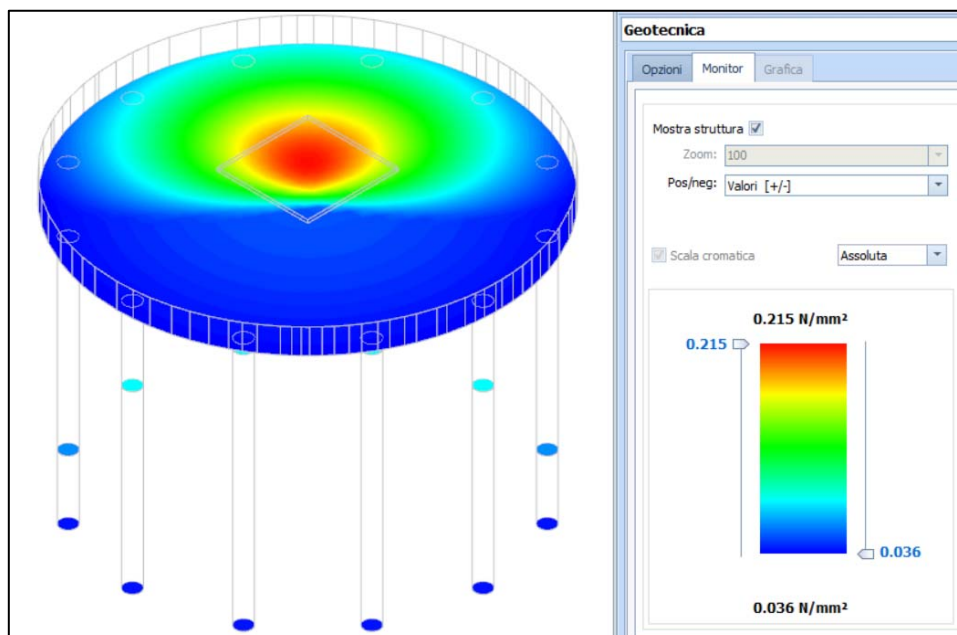 Geotecnica
Opzioni Monitor Grafica
Mostra struttura
Zoom: 100
Pos/neg: Valori [+/-]
Scala cromatica Assoluta
0.215 N/mm²
0.215
0.036
0.036 N/mm²